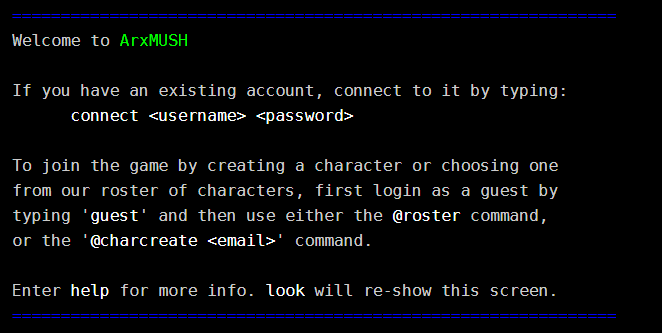 Welcome to ArxMUSH
If you have an existing account, connect to it by typing:
connect <username> <password>
To join the game by creating a character or choosing one
from our roster of characters, first login as a guest by
typing 'guest' and then use either the @roster command,
or the '@charcreate <email>' command.
Enter help for more info. look will re-show this screen.